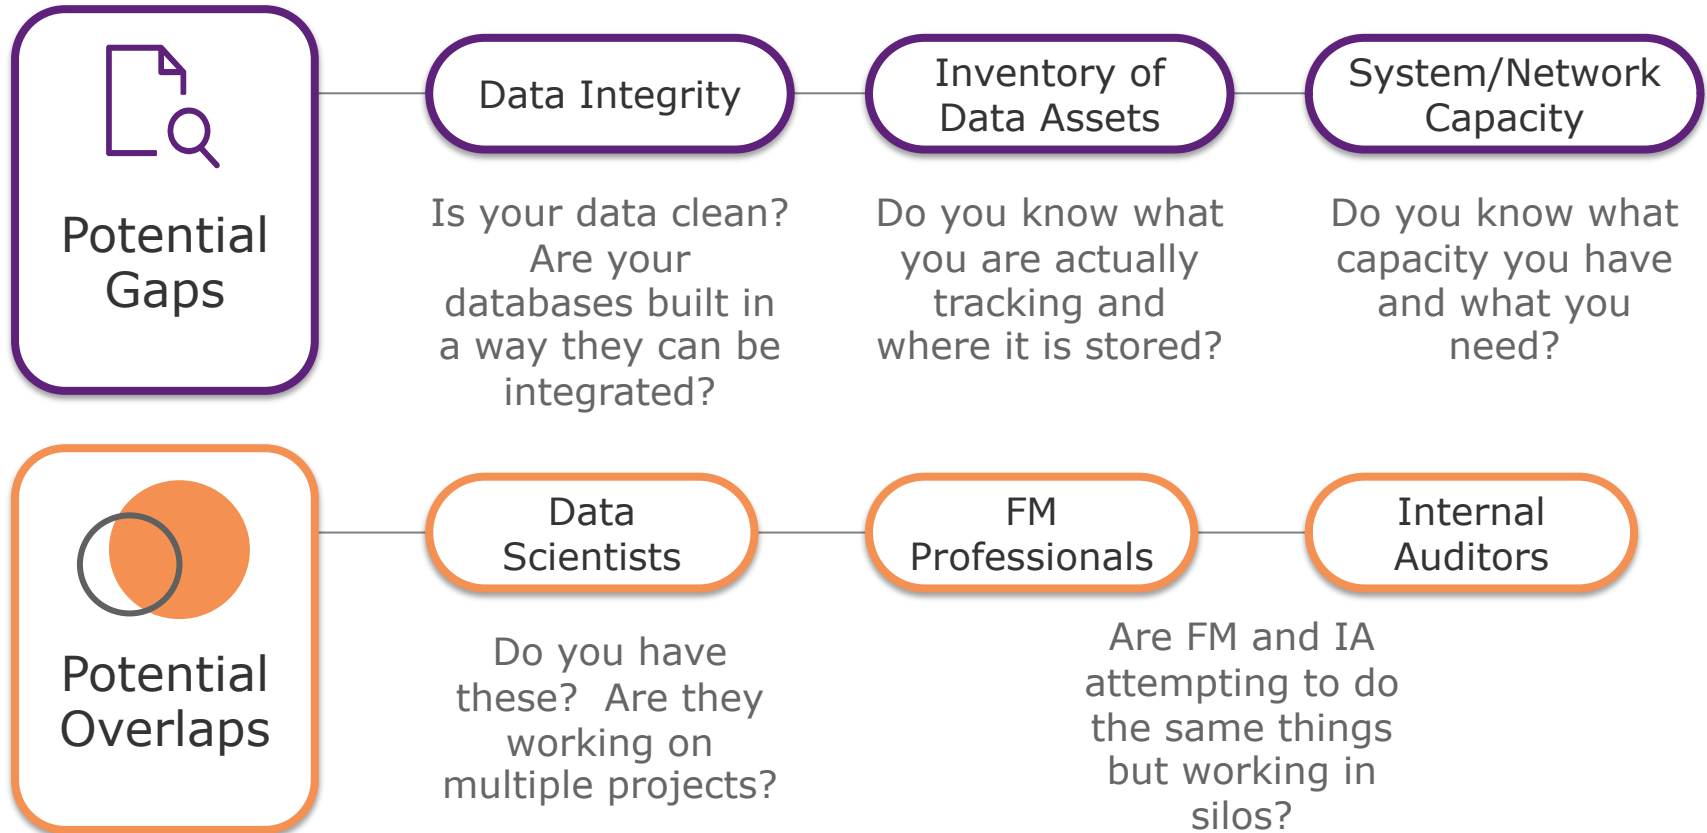 Potential
Gaps
Data Integrity
Is your data clean?
Are your
databases built in
a way they can be
integrated?
Inventory of
Data Assets
Do you know what
you are actually
tracking and
where it is stored?
System/Network
Capacity
Do you know what
capacity you have
and what you
need?
Potential
Overlaps
Data
Scientists
Do you have
these?  Are they
working on
multiple projects?
FM
Professionals
Internal
Auditors
Are FM and IA
attempting to do
the same things
but working in
silos?